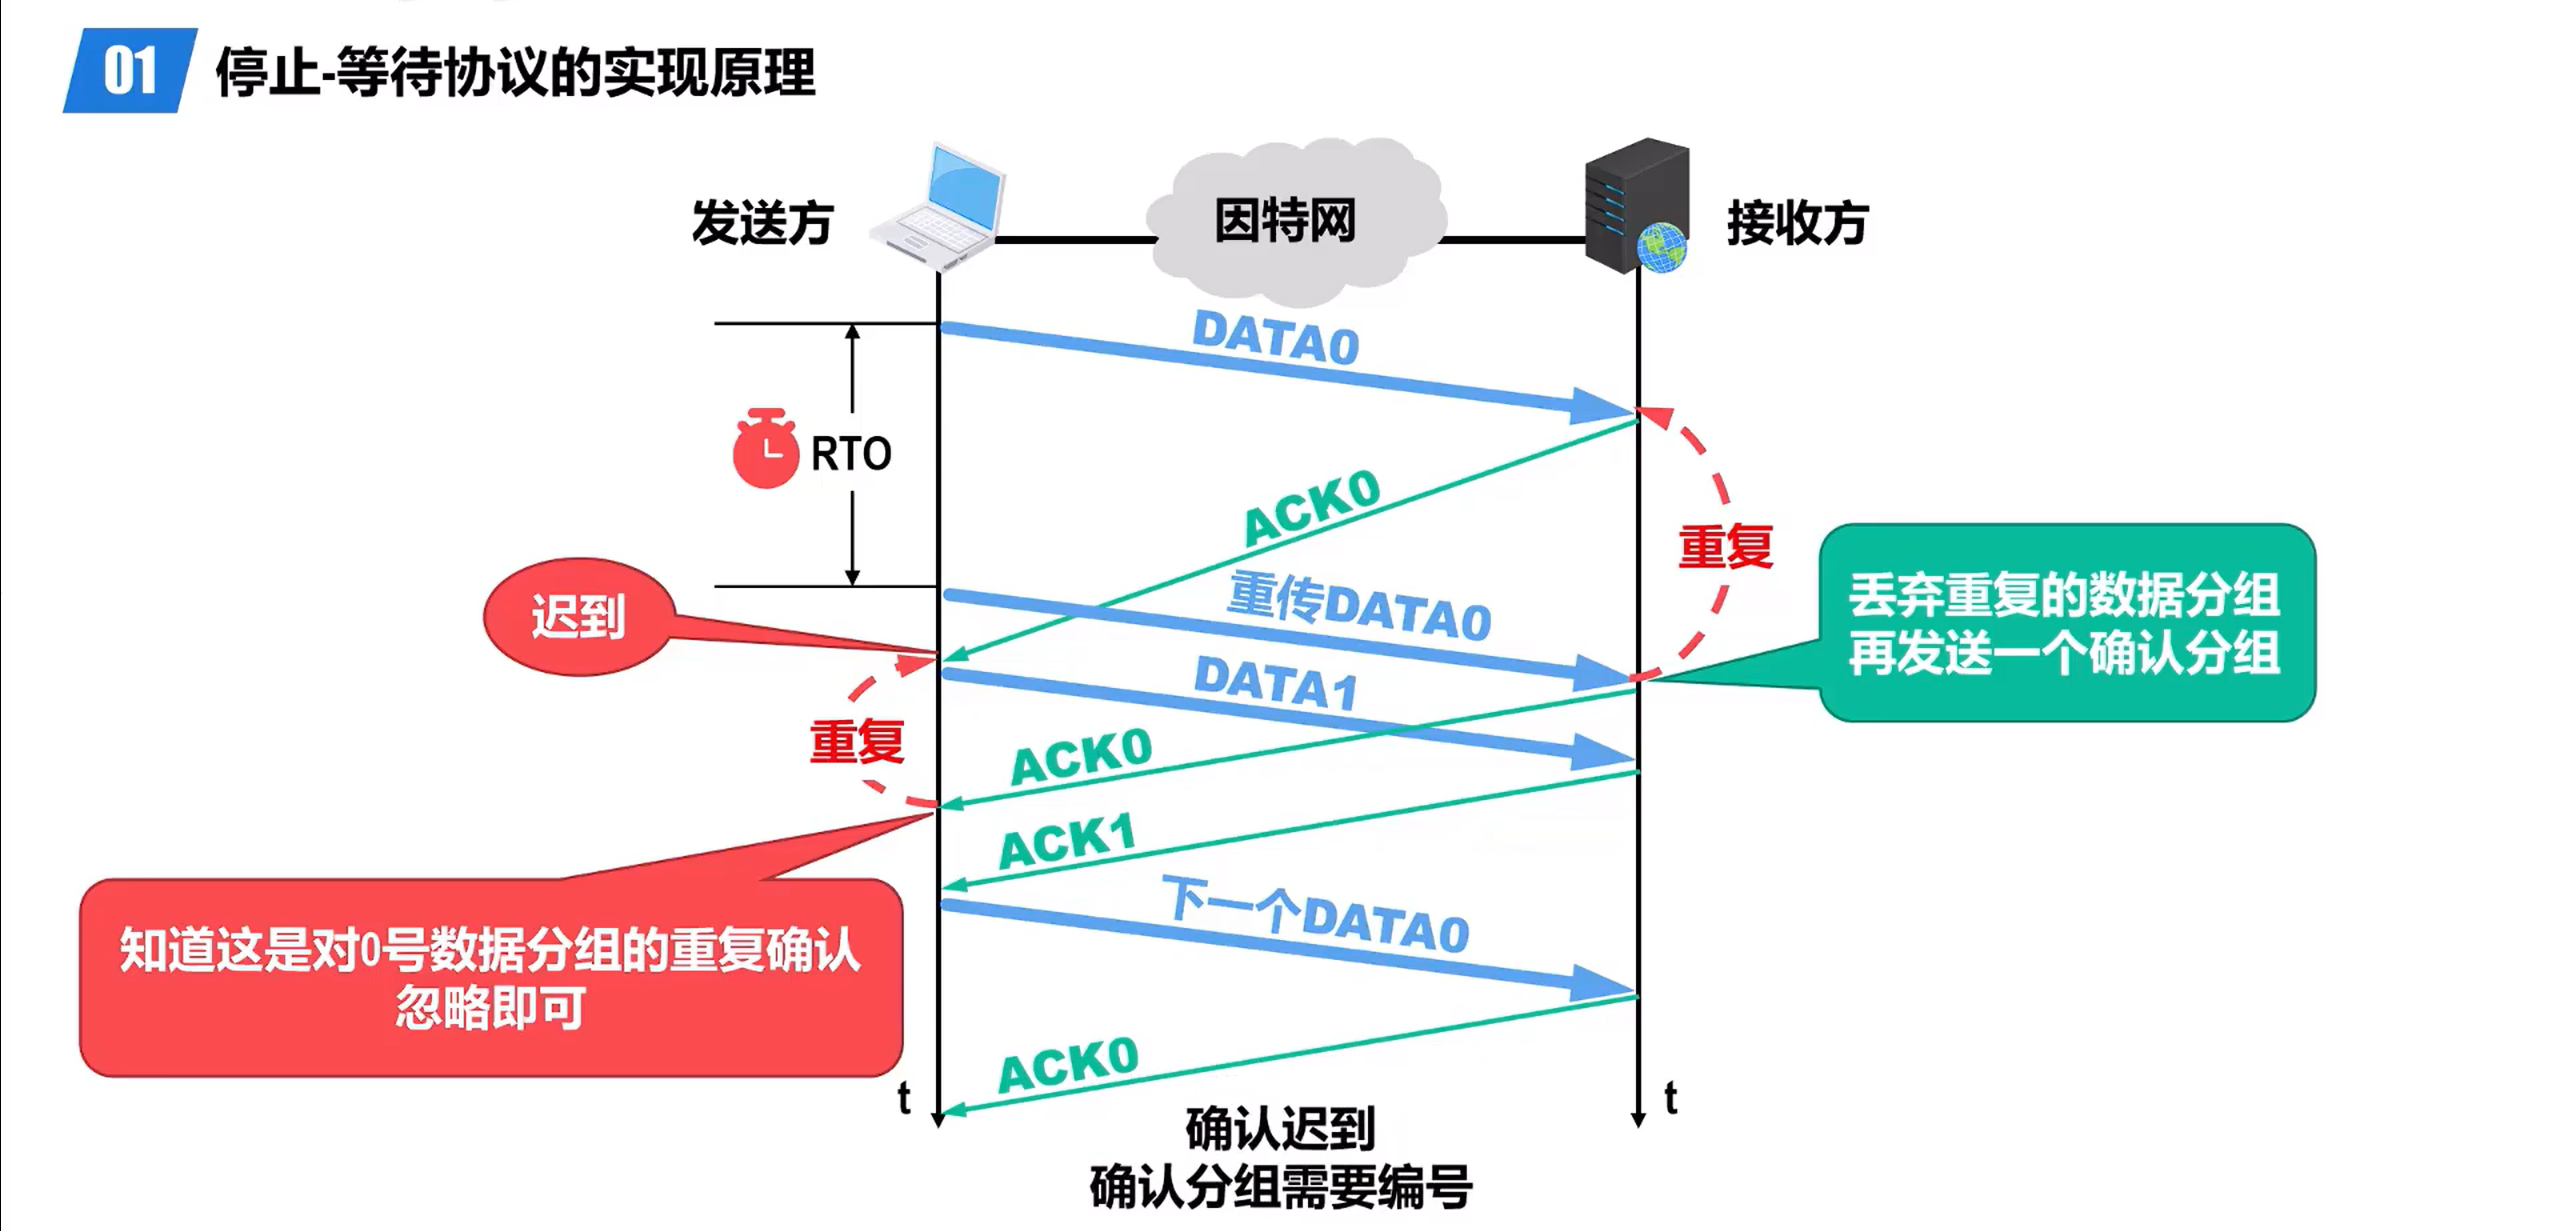 01 停止-等待协议的实现原理
发送方
因特网
接收方
DATA0
RTO
ACK0
重复
迟到
重传DATA0
丢弃重复的数据分组
再发送一个确认分组
DATA1
重复
ACK0
ACK1
下一个DATA0
知道这是对0号数据分组的重复确认
忽略即可
ACK0
t
t
确认迟到
确认分组需要编号